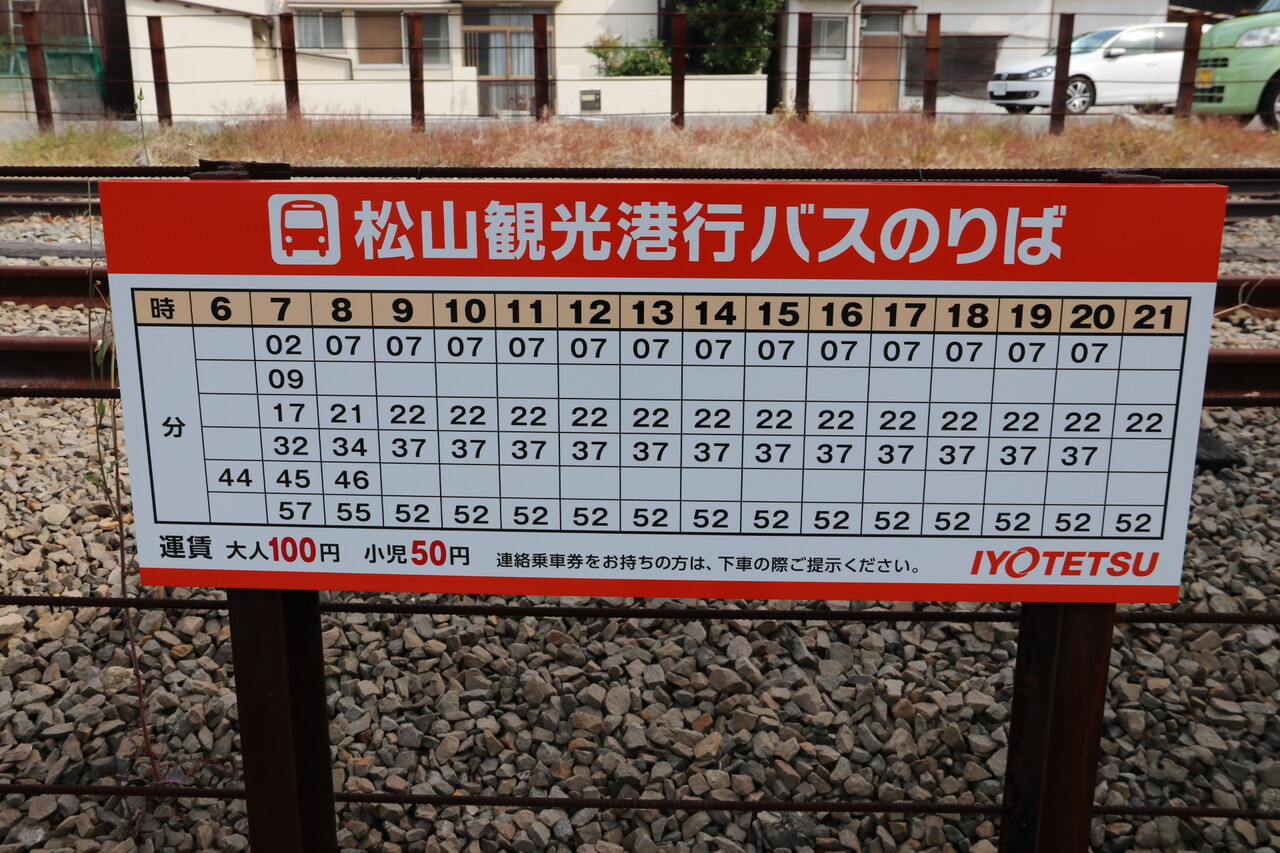 松山観光港行バスのりば
時 6 7 8 9 10 11 12 13 14 15 16 17 18 19 20 21
02 07 07 07 07 07 07 07 07 07 07 07 07 07
09
分 17 21 22 22 22 22 22 22 22 22 22 22 22 22 22
32 34 37 37 37 37 37 37 37 37 37 37 37 37
44 45 46
57 55 52 52 52 52 52 52 52 52 52 52 52 52 52
運賃 大人100円 小児50円 連絡乗車券をお持ちの方は、下車の際ご提示ください。 IYOTETSU